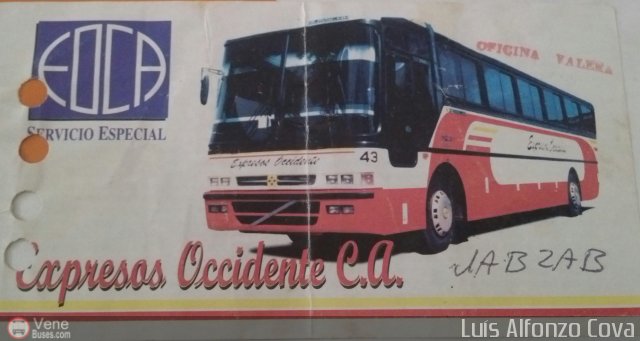 EOCA
SERVICIO ESPECIAL
OFICINA VALERA
Expresos Occidente
43
Expresos Occidente C.A.
JAB ZAB
Vene
Buses.com
Luis Alfonzo Cova